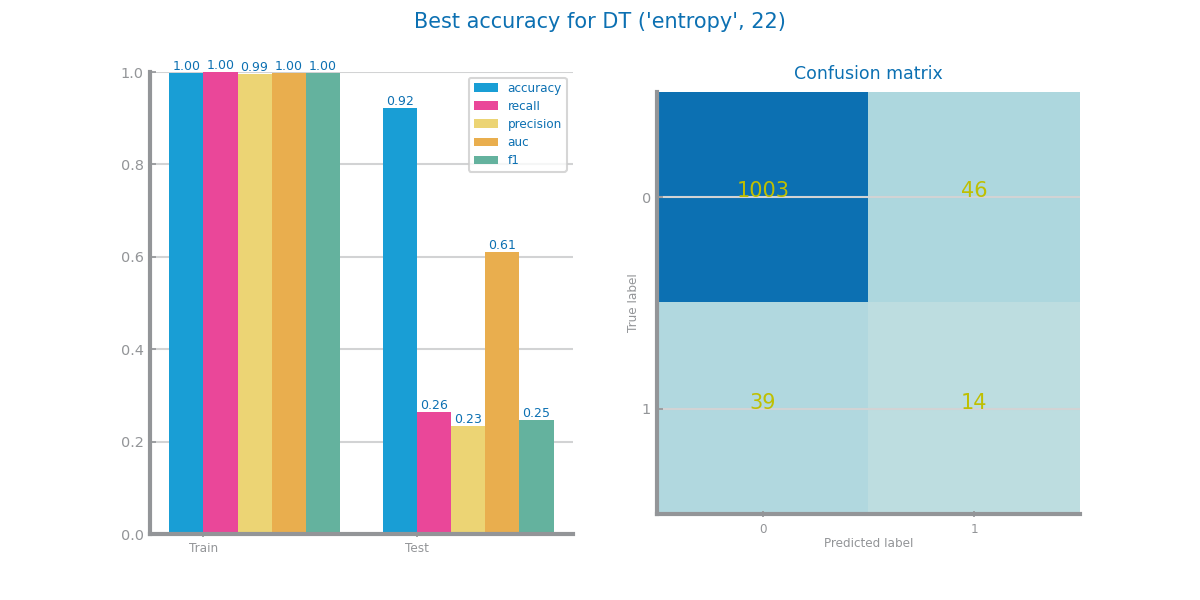 Best accuracy for DT ('entropy', 22)
1.00 1.00 0.99 1.00 1.00
0.92
0.26
0.23
0.61
0.25
1.0
0.8
0.6
0.4
0.2
0.0
accuracy
recall
precision
auc
f1
Train Test
Confusion matrix
True label
0
1
1003 46
39 14
0 1
Predicted label